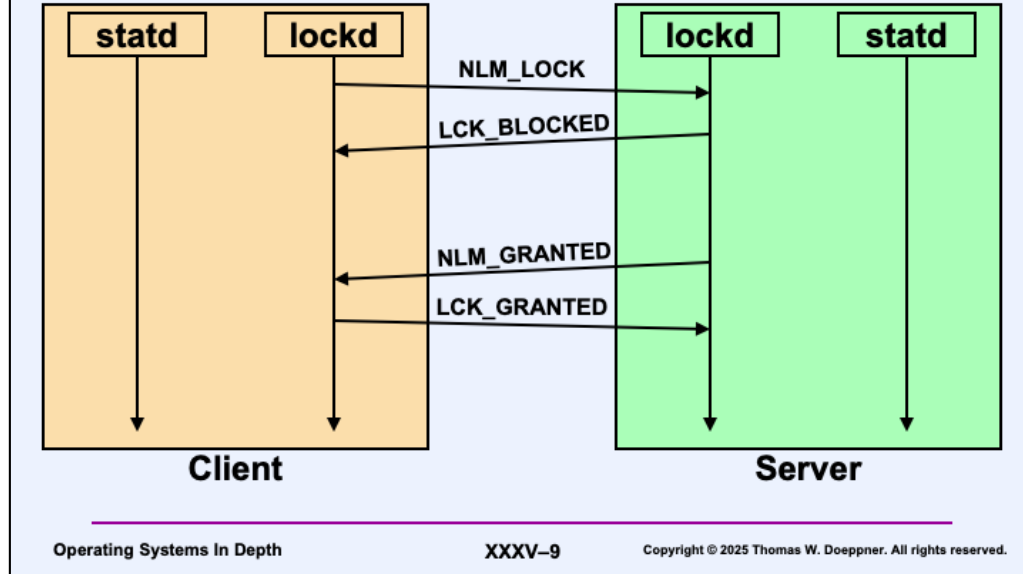 statd
lockd
lockd
statd
NLM_LOCK
LCK_BLOCKED
NLM_GRANTED
LCK_GRANTED
Client
Server
Operating Systems In Depth
XXXV–9
Copyright © 2025 Thomas W. Doeppner. All rights reserved.